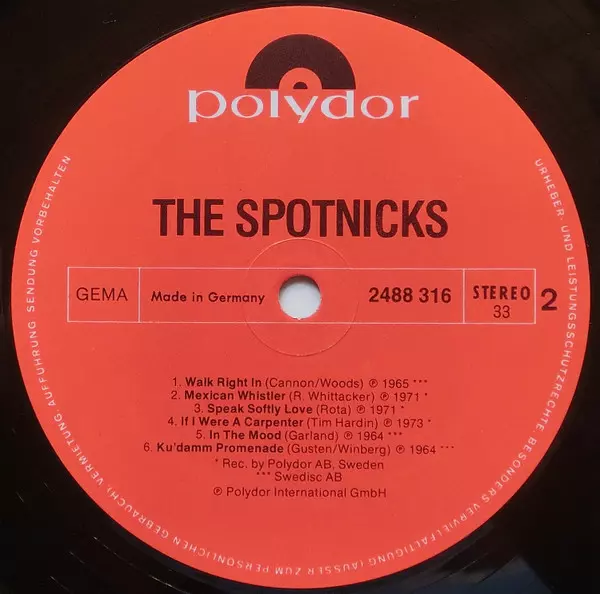 polydor
THE SPOTNICKS
GEMA
Made in Germany
2488 316
STEREO
33
2
1. Walk Right In (Cannon/Woods) ℗ 1965 ***
2. Mexican Whistler (R. Whittacker) ℗ 1971 *
3. Speak Softly Love (Rota) ℗ 1971 *
4. If I Were A Carpenter (Tim Hardin) ℗ 1973 *
5. In The Mood (Garland) ℗ 1964 ***
6. Ku'damm Promenade (Gusten/Winberg) ℗ 1964 ***
* Rec. by Polydor AB, Sweden
*** Swedisc AB
℗ Polydor International GmbH
URHEBER- UND LEISTUNGSSCHUTZRECHTE, BESONDERS VERVIELFÄLTIGUNG (AUSSER ZUM PERSÖNLICHEN GEBRAUCH) VERMIETUNG, AUFFÜHRUNG, SENDUNG VORBEHALTEN